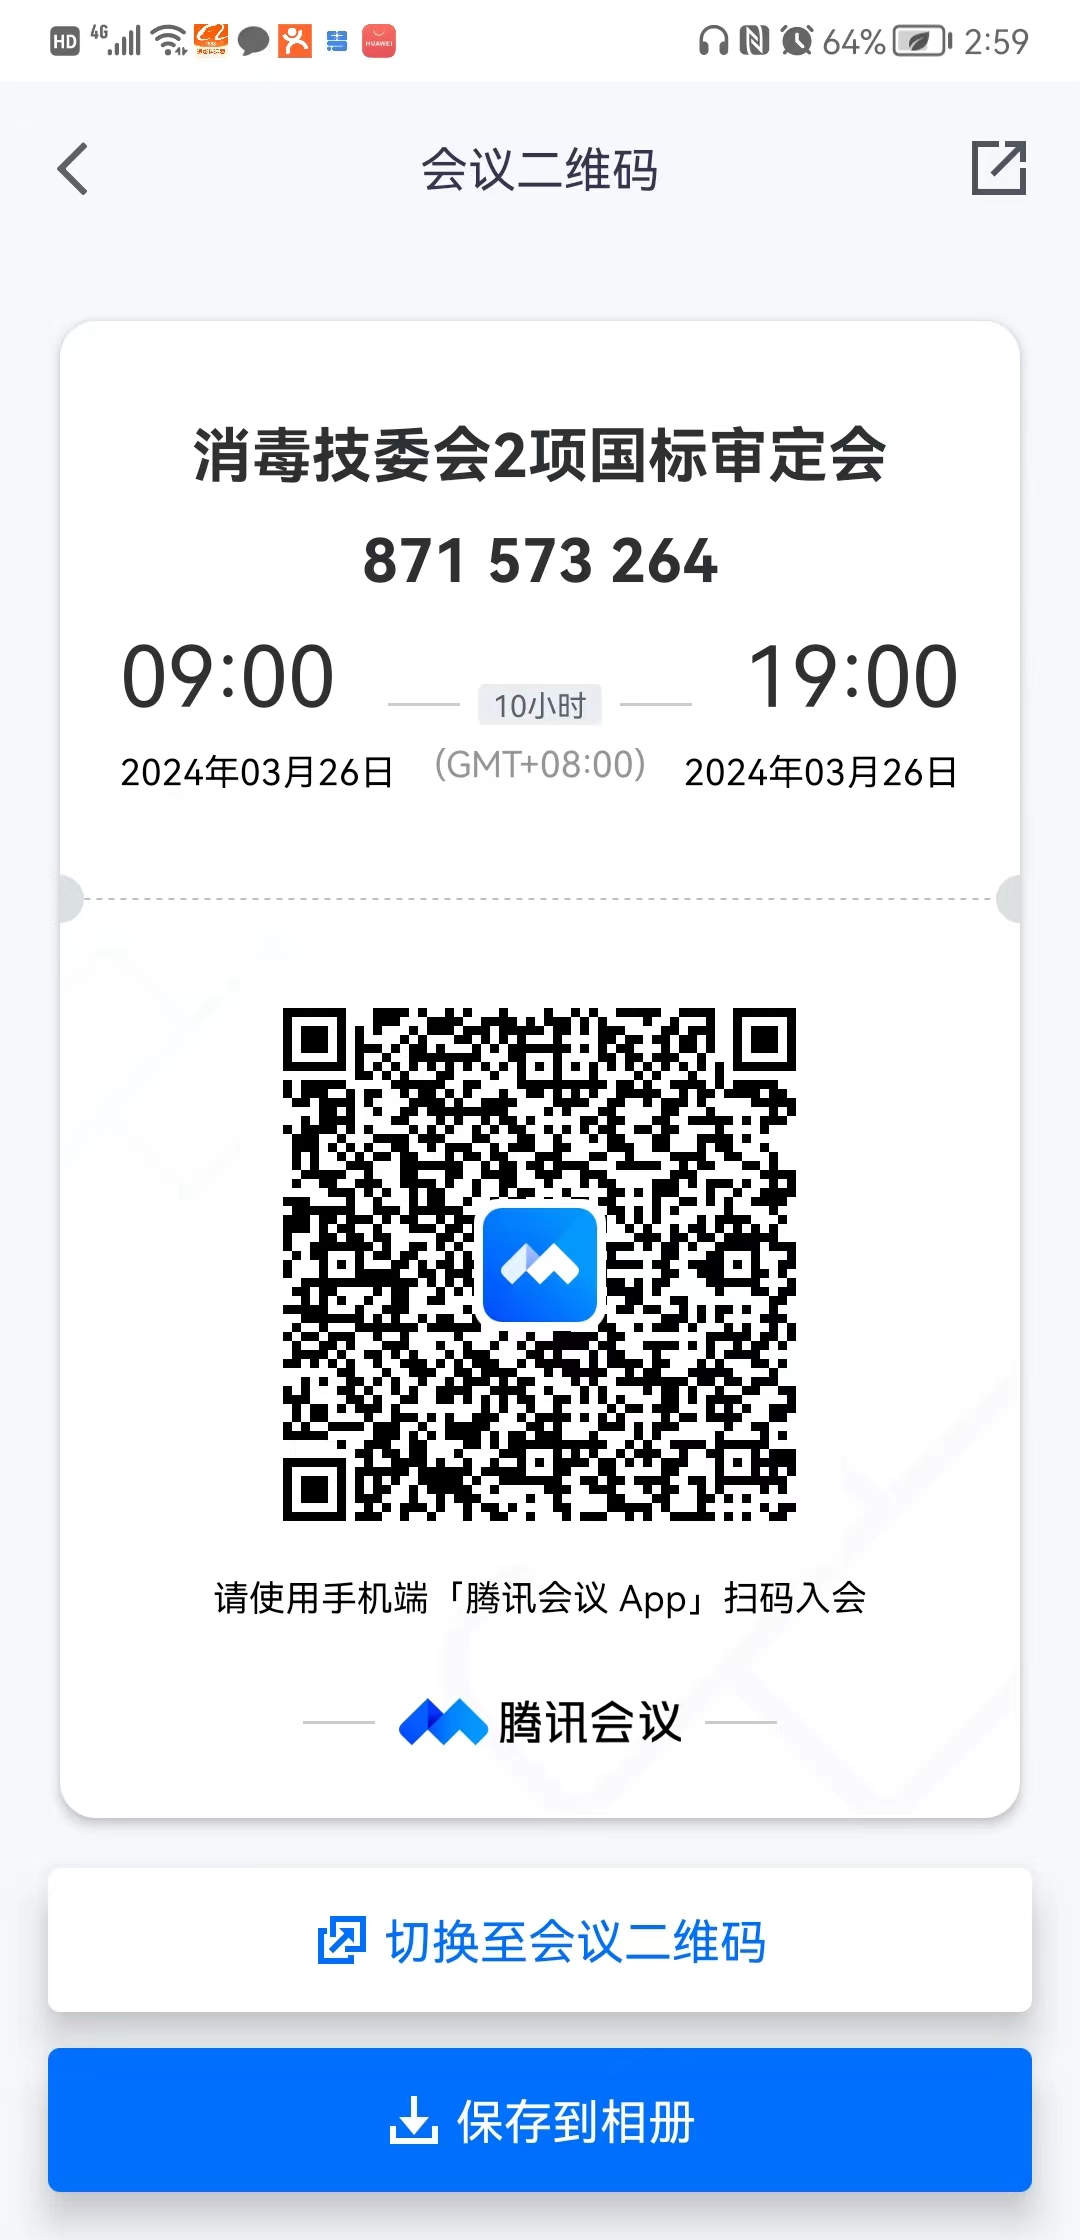 HD 4G 64% 2:59
HUAWEI
会议二维码
消毒技委会2项国标审定会
871 573 264
09:00 10小时 19:00
2024年03月26日 (GMT+08:00) 2024年03月26日
请使用手机端「腾讯会议 App」扫码入会
腾讯会议
切换至会议二维码
保存到相册